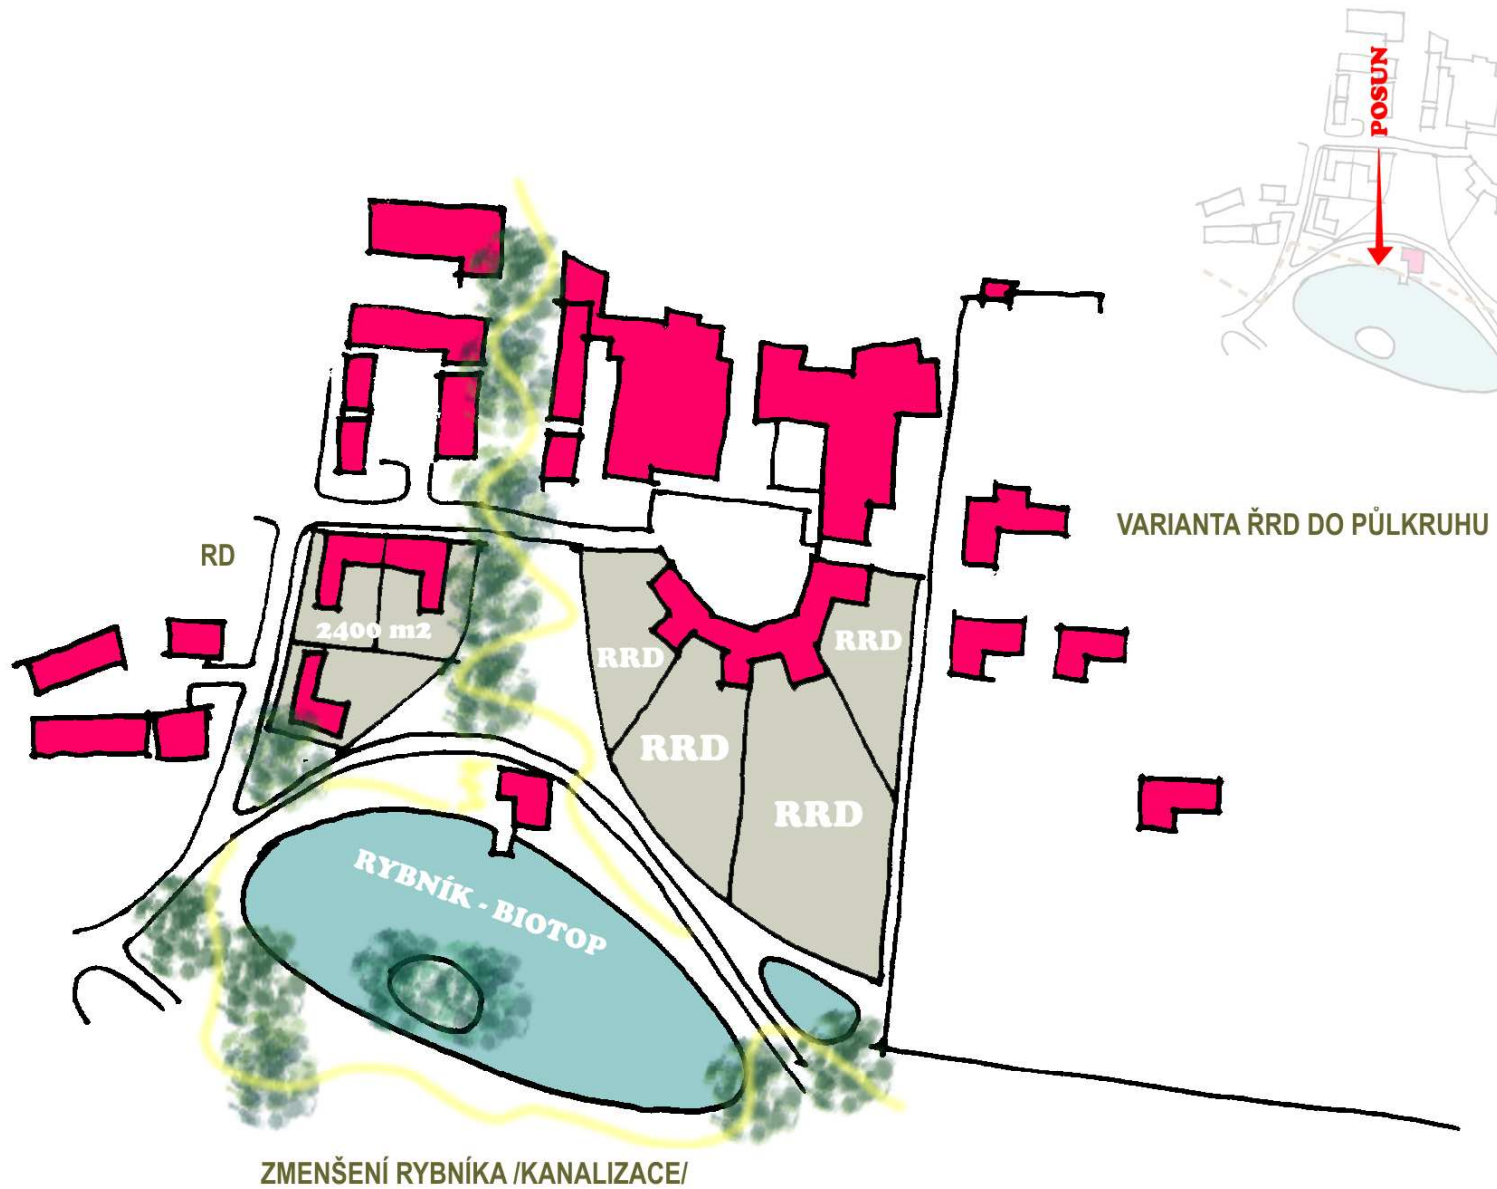 POSUN
VARIANTA ŘRD DO PŮLKRUHU
RD
2400 m2
RRD
RRD
RRD
RRD
RYBNÍK - BIOTOP
ZMENŠENÍ RYBNÍKA /KANALIZACE/